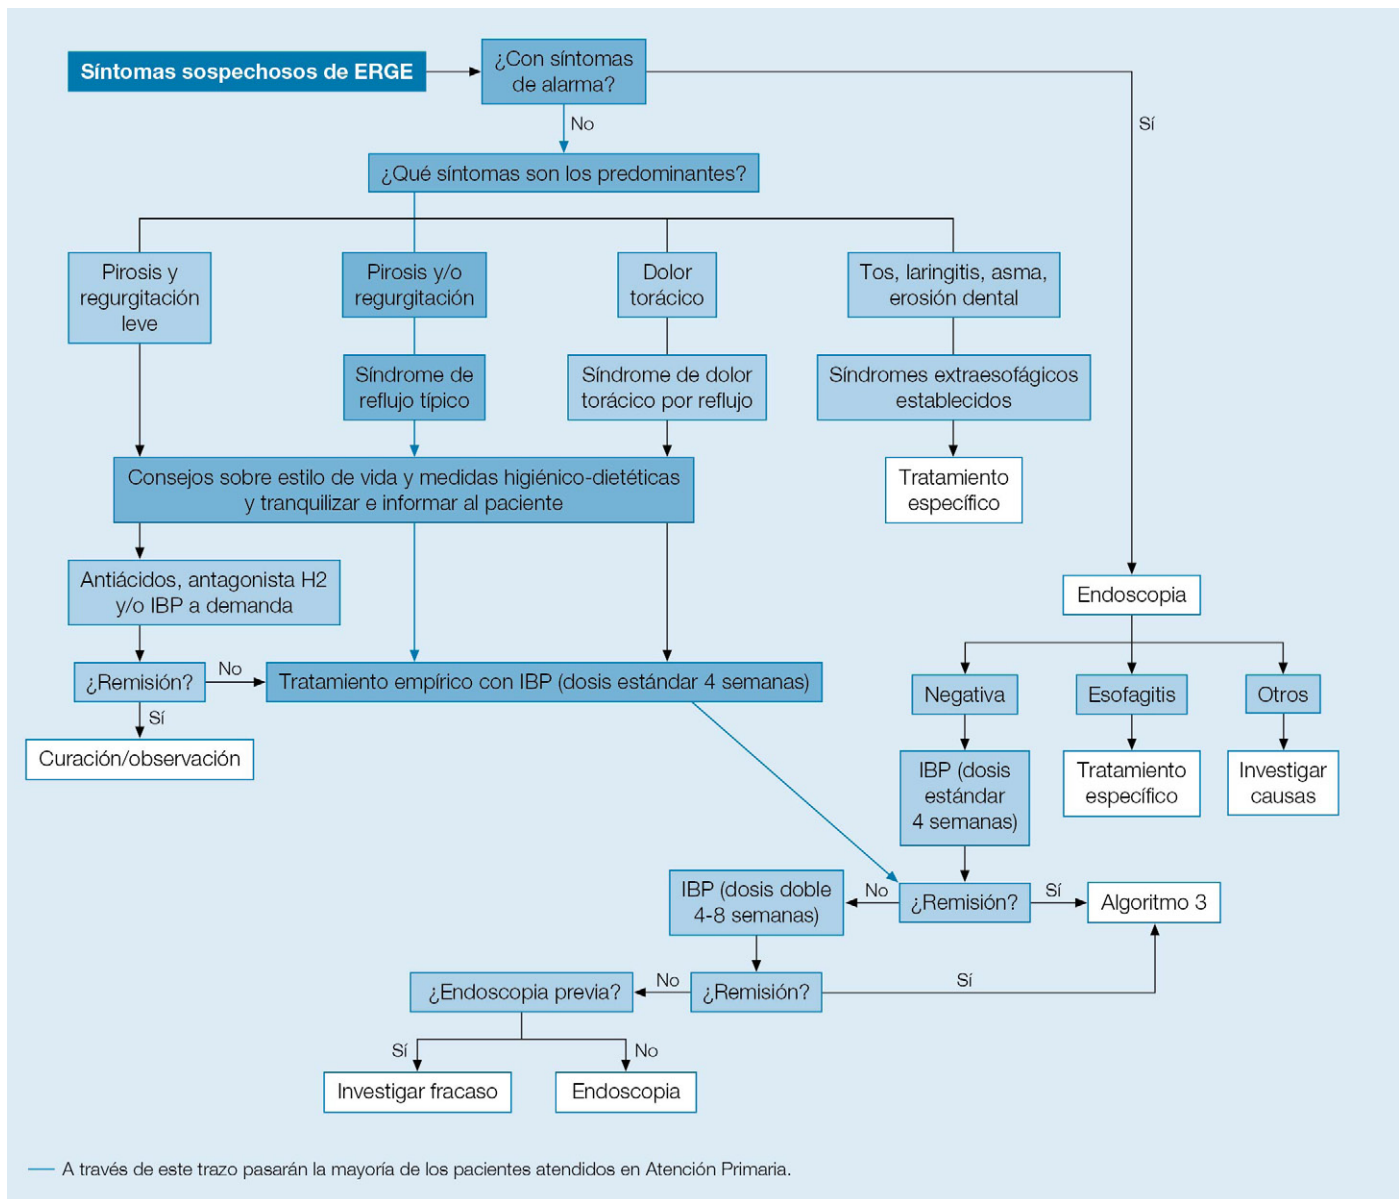 Síntomas sospechosos de ERGE
¿Con síntomas
de alarma?
No
Sí
¿Qué síntomas son los predominantes?
Pirosis y
regurgitación
leve
Pirosis y/o
regurgitación
Dolor
torácico
Tos, laringitis, asma,
erosión dental
Síndrome de
reflujo típico
Síndrome de dolor
torácico por reflujo
Síndromes extraesofágicos
establecidos
Consejos sobre estilo de vida y medidas higiénico-dietéticas
y tranquilizar e informar al paciente
Tratamiento
específico
Antiácidos, antagonista H2
y/o IBP a demanda
Endoscopia
¿Remisión?
No
Tratamiento empírico con IBP (dosis estándar 4 semanas)
Sí
Curación/observación
Negativa
Esofagitis
Otros
IBP (dosis
estándar
4 semanas)
Tratamiento
específico
Investigar
causas
IBP (dosis doble
4-8 semanas)
No
¿Remisión?
Sí
Algoritmo 3
¿Endoscopia previa?
No
¿Remisión?
Sí
Sí
No
Investigar fracaso
Endoscopia
A través de este trazo pasarán la mayoría de los pacientes atendidos en Atención Primaria.